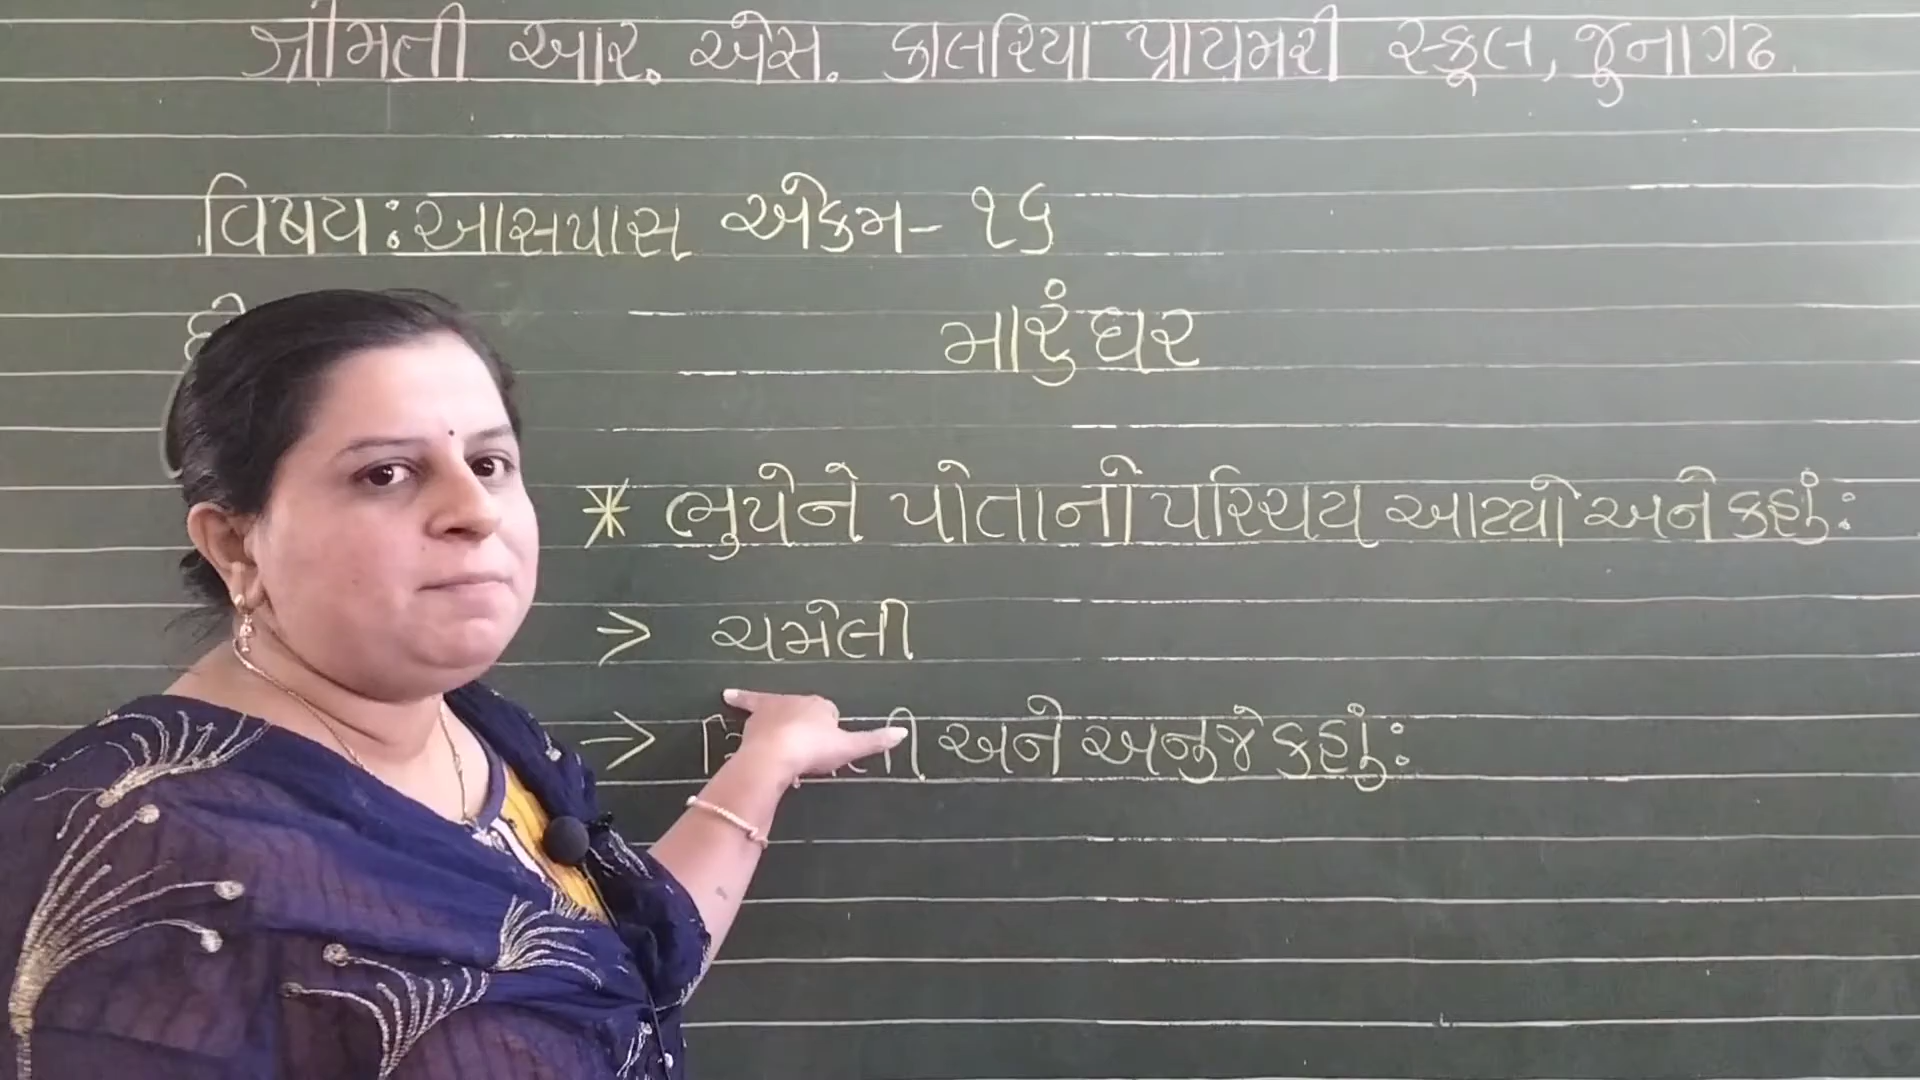 શ્રીમતી આર. એસ. કાલરિયા પ્રાયમરી સ્કૂલ, જૂનાગઢ.
વિષય: આસપાસ એકમ- ૧૬
મારું ઘર
* ભુપેને પોતાનો પરિચય આપ્યો અને કહ્યું:
→ ચમેલી
→ અને અનુજે કહ્યું: